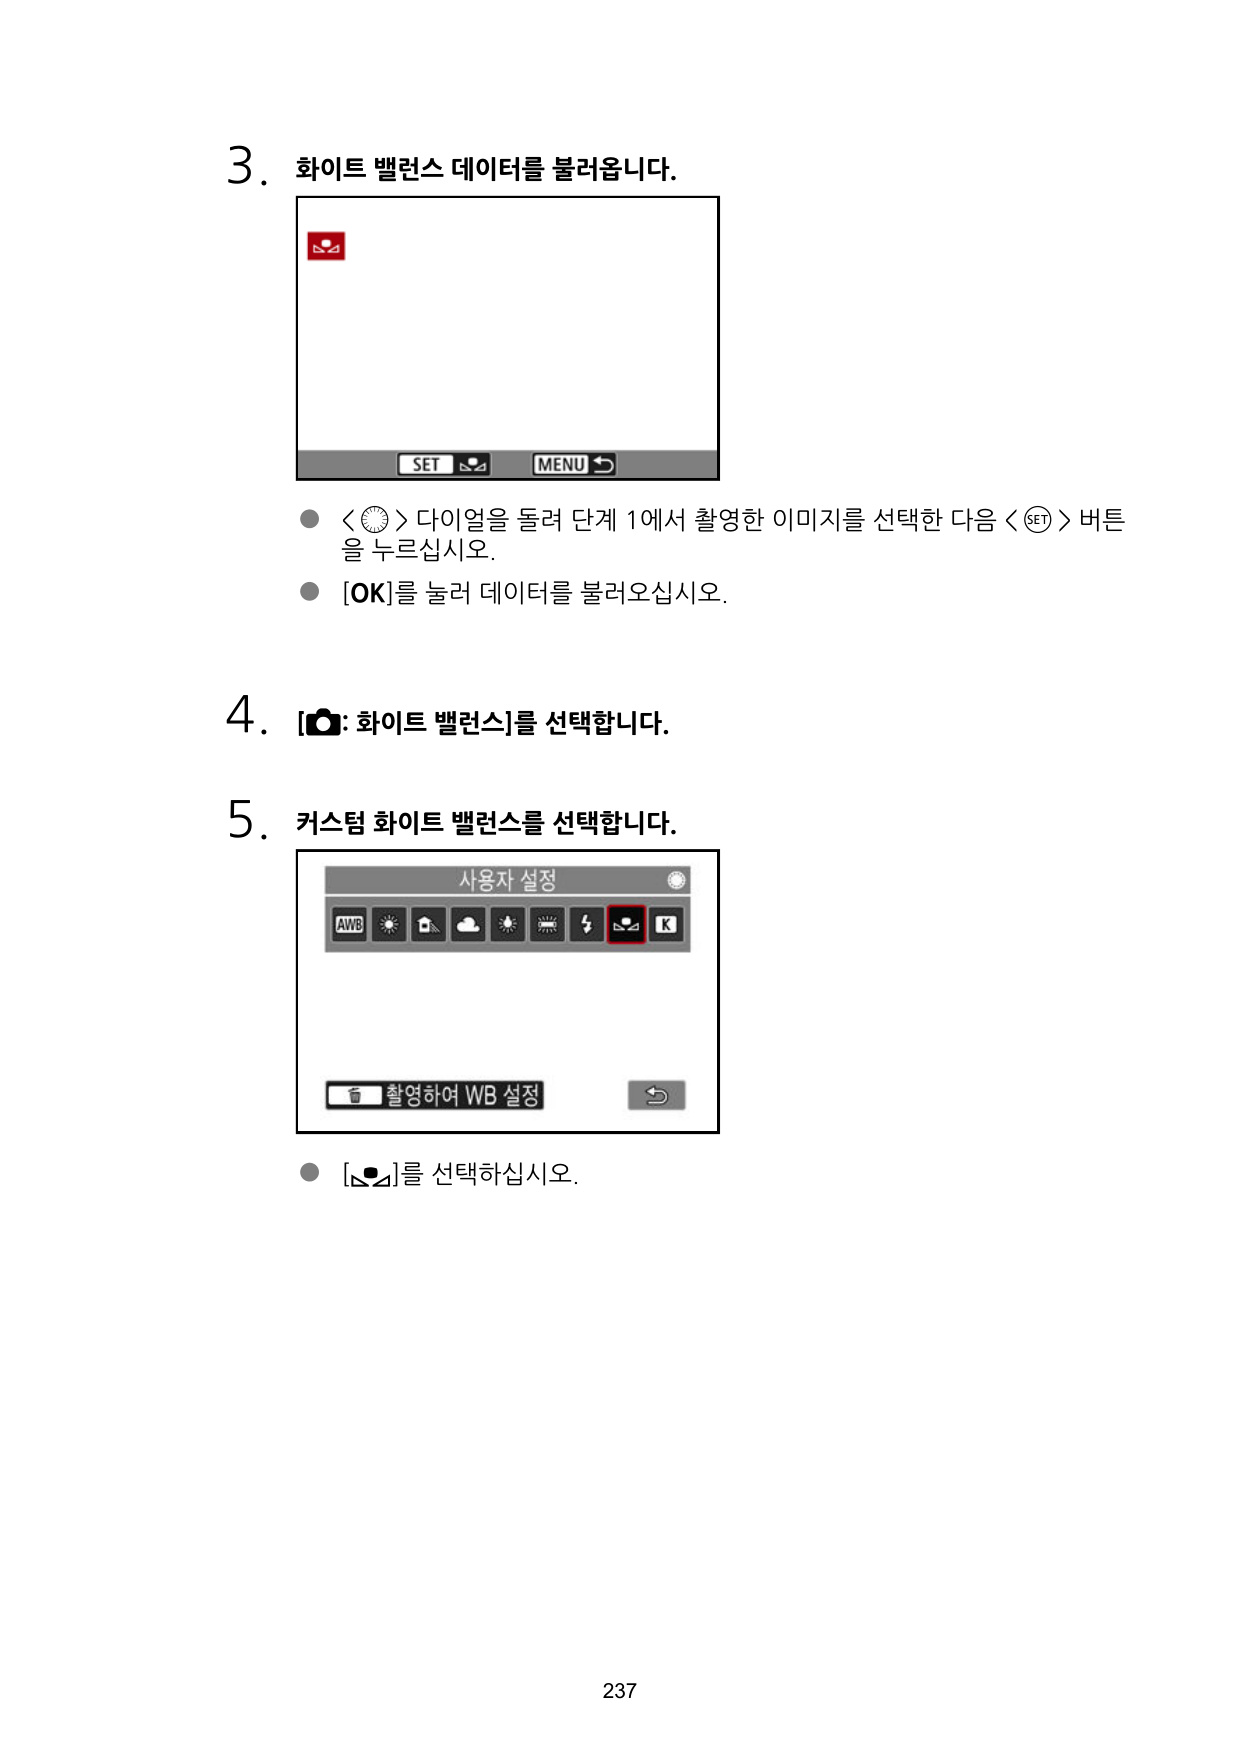 3. 화이트 밸런스 데이터를 불러옵니다.
SET MENU
● < > 다이얼을 돌려 단계 1에서 촬영한 이미지를 선택한 다음 < SET > 버튼
을 누르십시오.
● [OK]를 눌러 데이터를 불러오십시오.
4. [ : 화이트 밸런스]를 선택합니다.
5. 커스텀 화이트 밸런스를 선택합니다.
사용자 설정
AWB K
촬영하여 WB 설정
● [ ]를 선택하십시오.
237